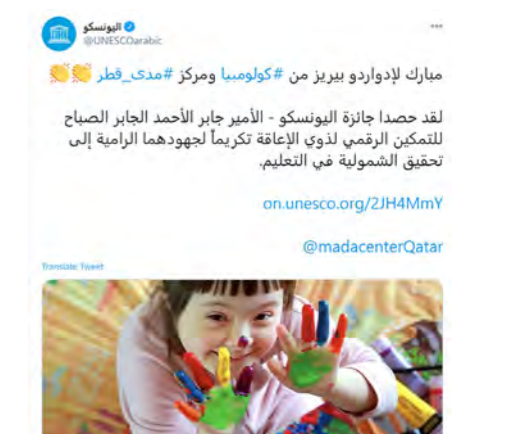 اليونسكو
@UNESCOarabic
مبارك لإدواردو بيريز من #كولومبيا ومركز #مدى_قطر 👏👏
لقد حصدا جائزة اليونسكو - الأمير جابر الأحمد الجابر الصباح
للتمكين الرقمي لذوي الإعاقة تكريماً لجهودهما الرامية إلى
تحقيق الشمولية في التعليم.
on.unesco.org/2JH4MmY
@madacenterQatar
Translate Tweet